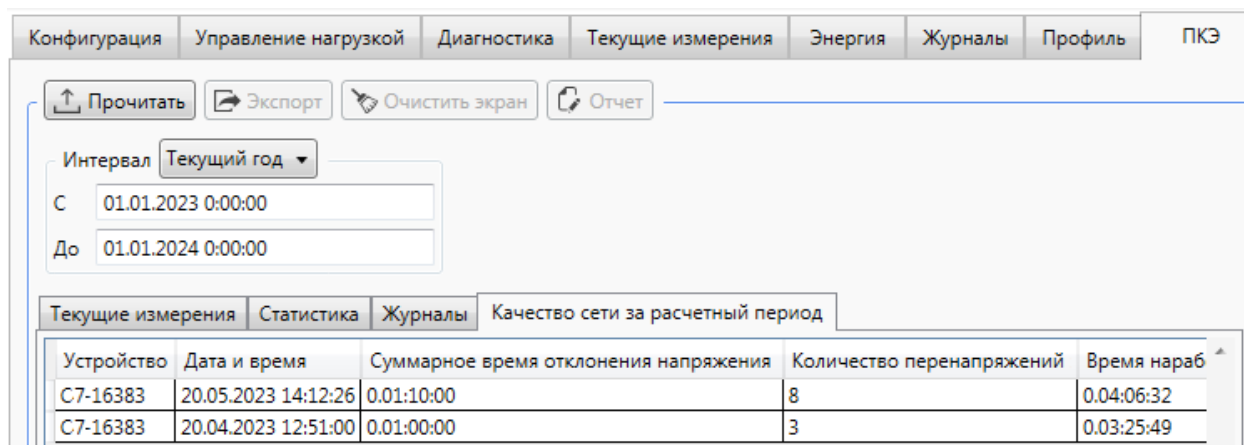 Конфигурация Управление нагрузкой Диагностика Текущие измерения Энергия Журналы Профиль ПКЭ
Прочитать Экспорт Очистить экран Отчет
Интервал Текущий год
С 01.01.2023 0:00:00
До 01.01.2024 0:00:00
Текущие измерения Статистика Журналы Качество сети за расчетный период
Устройство Дата и время Суммарное время отклонения напряжения Количество перенапряжений Время нараб
С7-16383 20.05.2023 14:12:26 0.01:10:00 8 0.04:06:32
С7-16383 20.04.2023 12:51:00 0.01:00:00 3 0.03:25:49